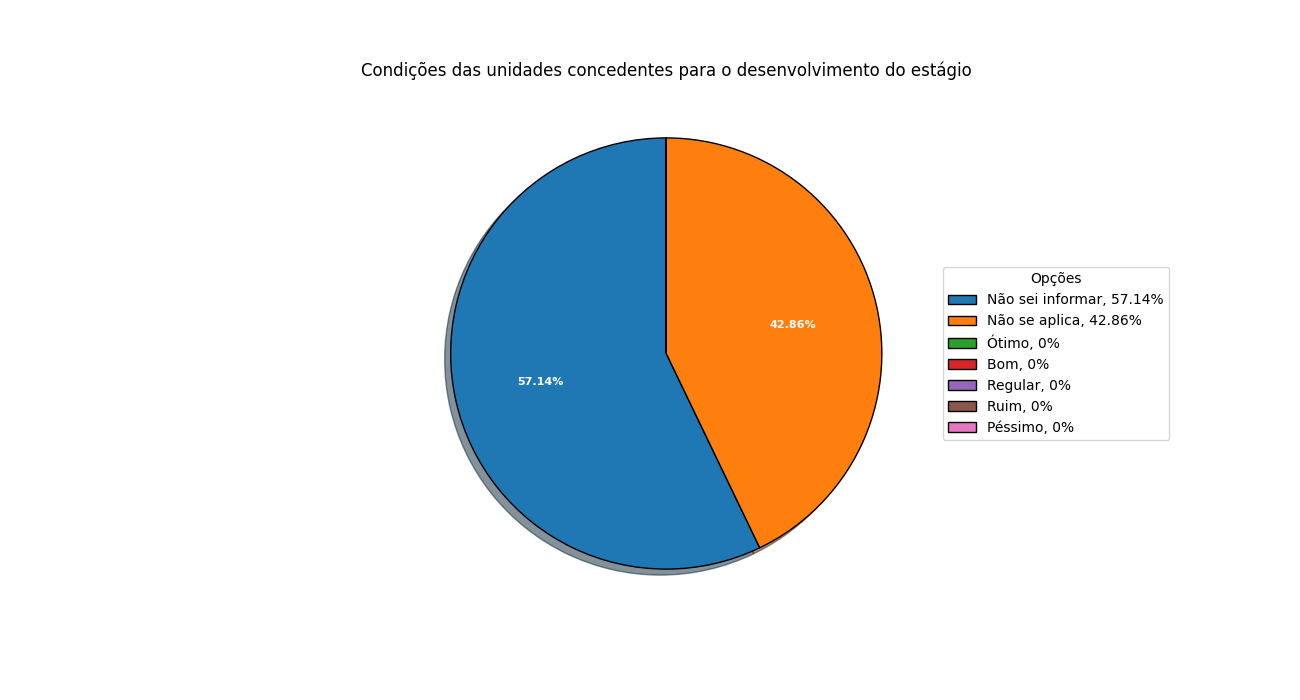 Condições das unidades concedentes para o desenvolvimento do estágio
42.86%
57.14%
Opções
Não sei informar, 57.14%
Não se aplica, 42.86%
Ótimo, 0%
Bom, 0%
Regular, 0%
Ruim, 0%
Péssimo, 0%